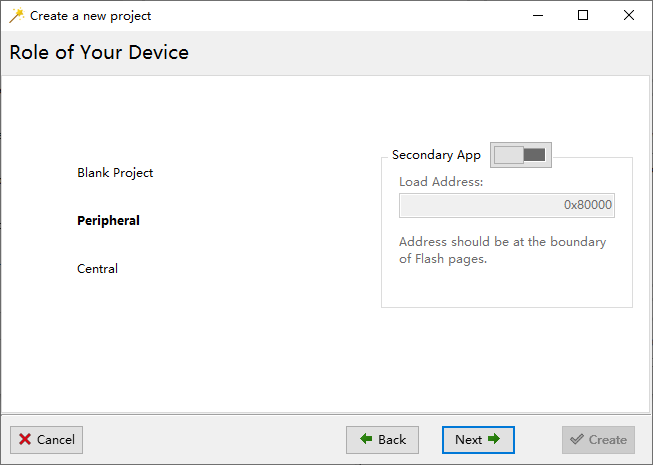 Create a new project
Role of Your Device
Blank Project
Peripheral
Central
Secondary App
Load Address:
0x80000
Address should be at the boundary
of Flash pages.
Cancel
Back
Next
Create